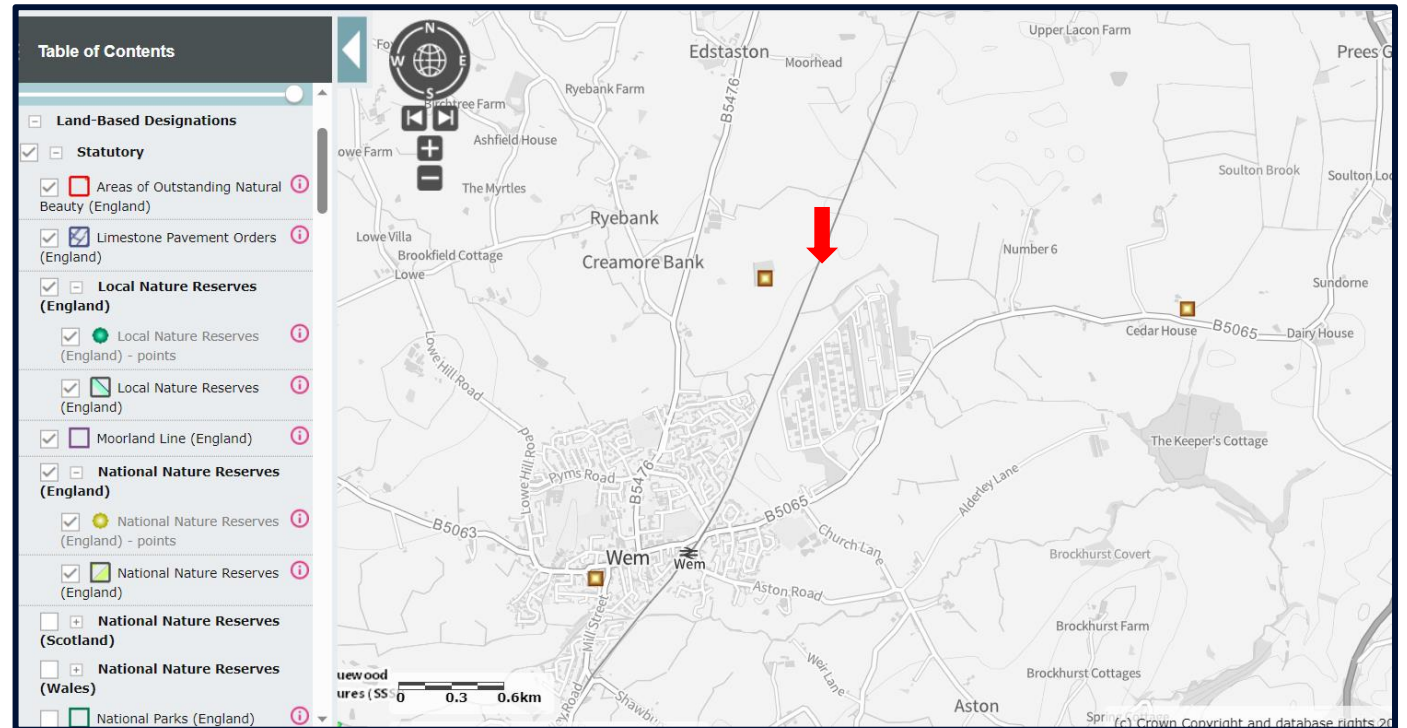 Table of Contents
Land-Based Designations
Statutory
Areas of Outstanding Natural
Beauty (England)
Limestone Pavement Orders
(England)
Local Nature Reserves
(England)
Local Nature Reserves
(England) - points
Local Nature Reserves
(England)
Moorland Line (England)
National Nature Reserves
(England)
National Nature Reserves
(England) - points
National Nature Reserves
(England)
National Nature Reserves
(Scotland)
National Nature Reserves
(Wales)
National Parks (England)
N
W
E
S
Edstaston
Moorhead
Upper Lacon Farm
Prees G
Ryebank Farm
B5476
Birchtree Farm
Ashfield House
owe Farm
The Myrtles
Soulton Brook
Soulton Loc
Ryebank
Lowe Villa
Brookfield Cottage
Creamore Bank
Number 6
Lowe
Sundorne
Cedar House
B5065
Dairy House
Lowe Hill Road
Lowe Hill Road
Pyms Road
B5476
The Keeper's Cottage
Alderley Lane
B5063
B5065
Church Lane
Wem
Wem
Brockhurst Covert
Aston Road
Mill Street
Brockhurst Farm
Weir Lane
Brockhurst Cottages
uewood
ures (SS
0 0.3 0.6km
Shawbu
Aston
(c) Crown Copyright and database rights 20